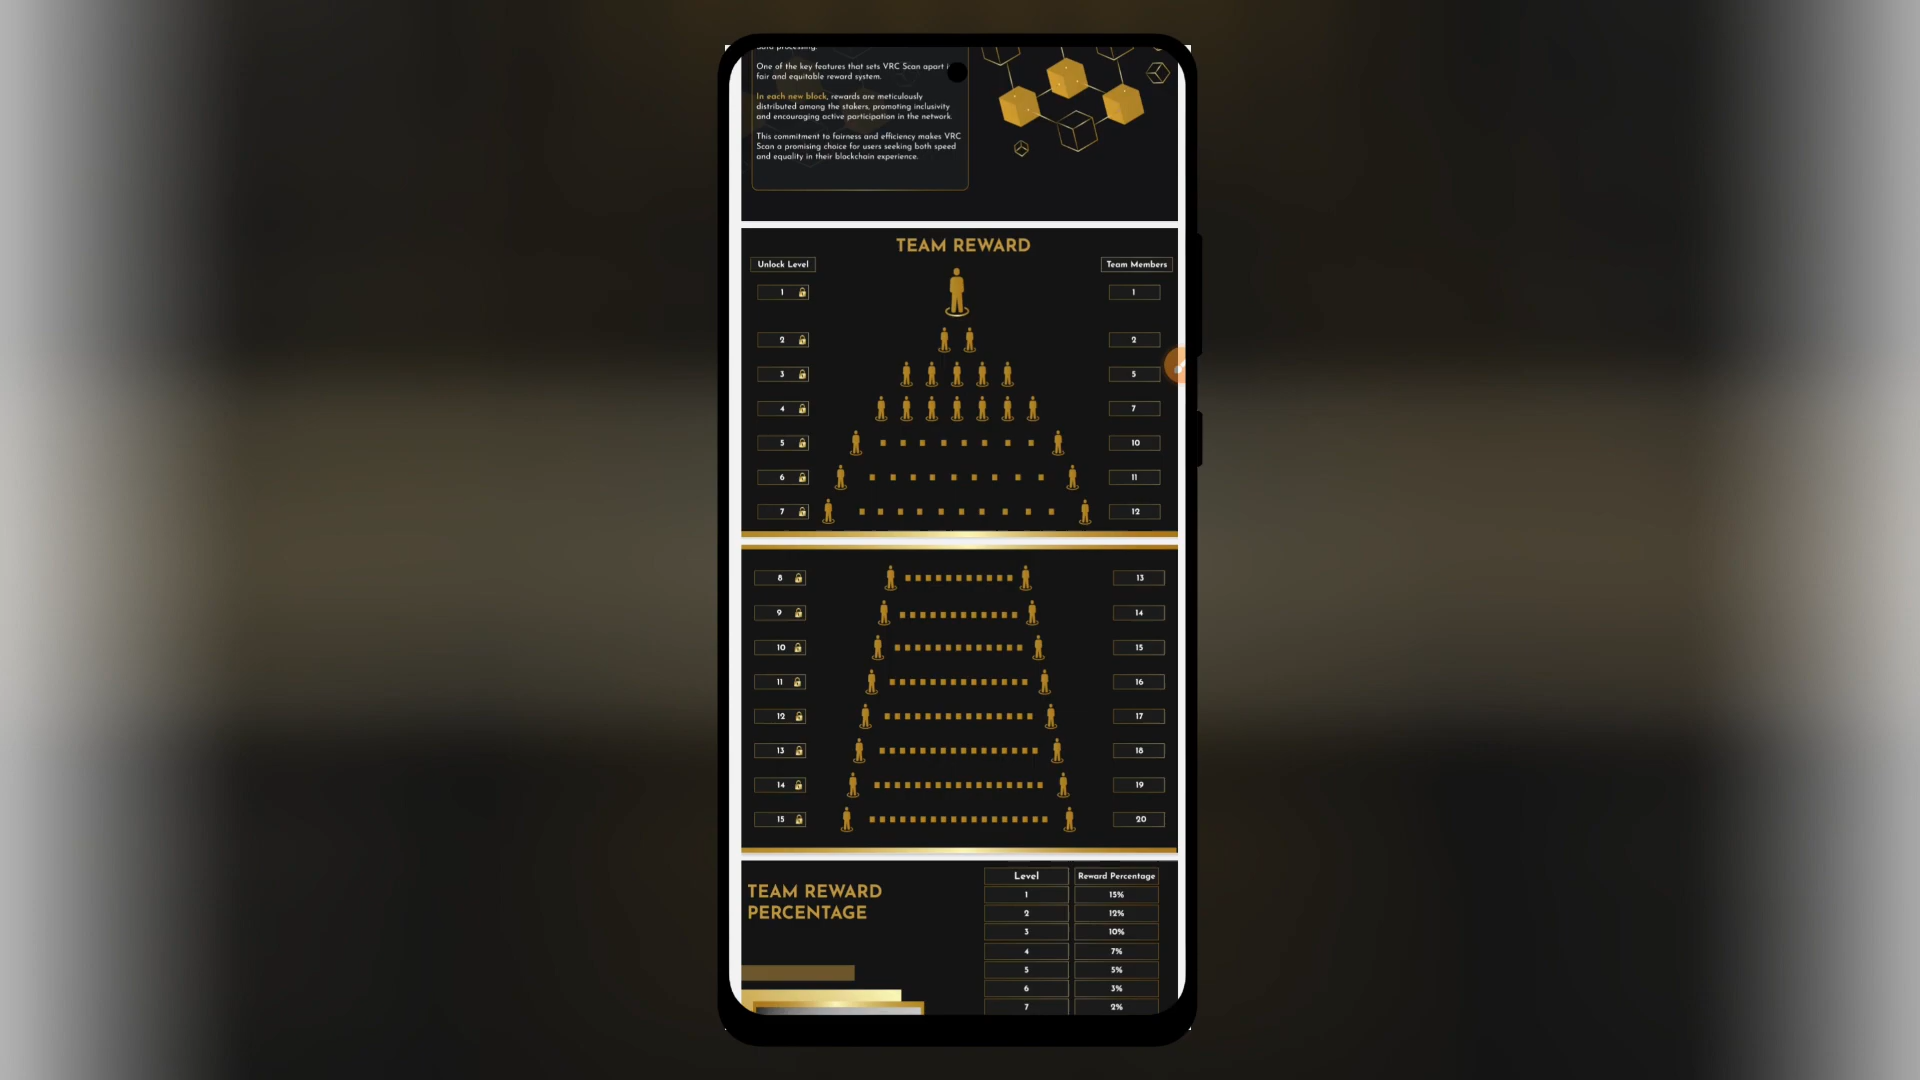 One of the key features that sets VRC Scan apart
fair and equitable reward system.
In each new block, rewards are meticulously
distributed among the stakers, promoting inclusivity
and encouraging active participation in the network.
This commitment to fairness and efficiency makes VRC
Scan a promising choice for users seeking both speed
and equality in their blockchain experience.
TEAM REWARD
Unlock Level Team Members
1 1
2 2
3 5
4 7
5 10
6 11
7 12
8 13
9 14
10 15
11 16
12 17
13 18
14 19
15 20
TEAM REWARD
PERCENTAGE
Level Reward Percentage
1 15%
2 12%
3 10%
4 7%
5 5%
6 3%
7 2%